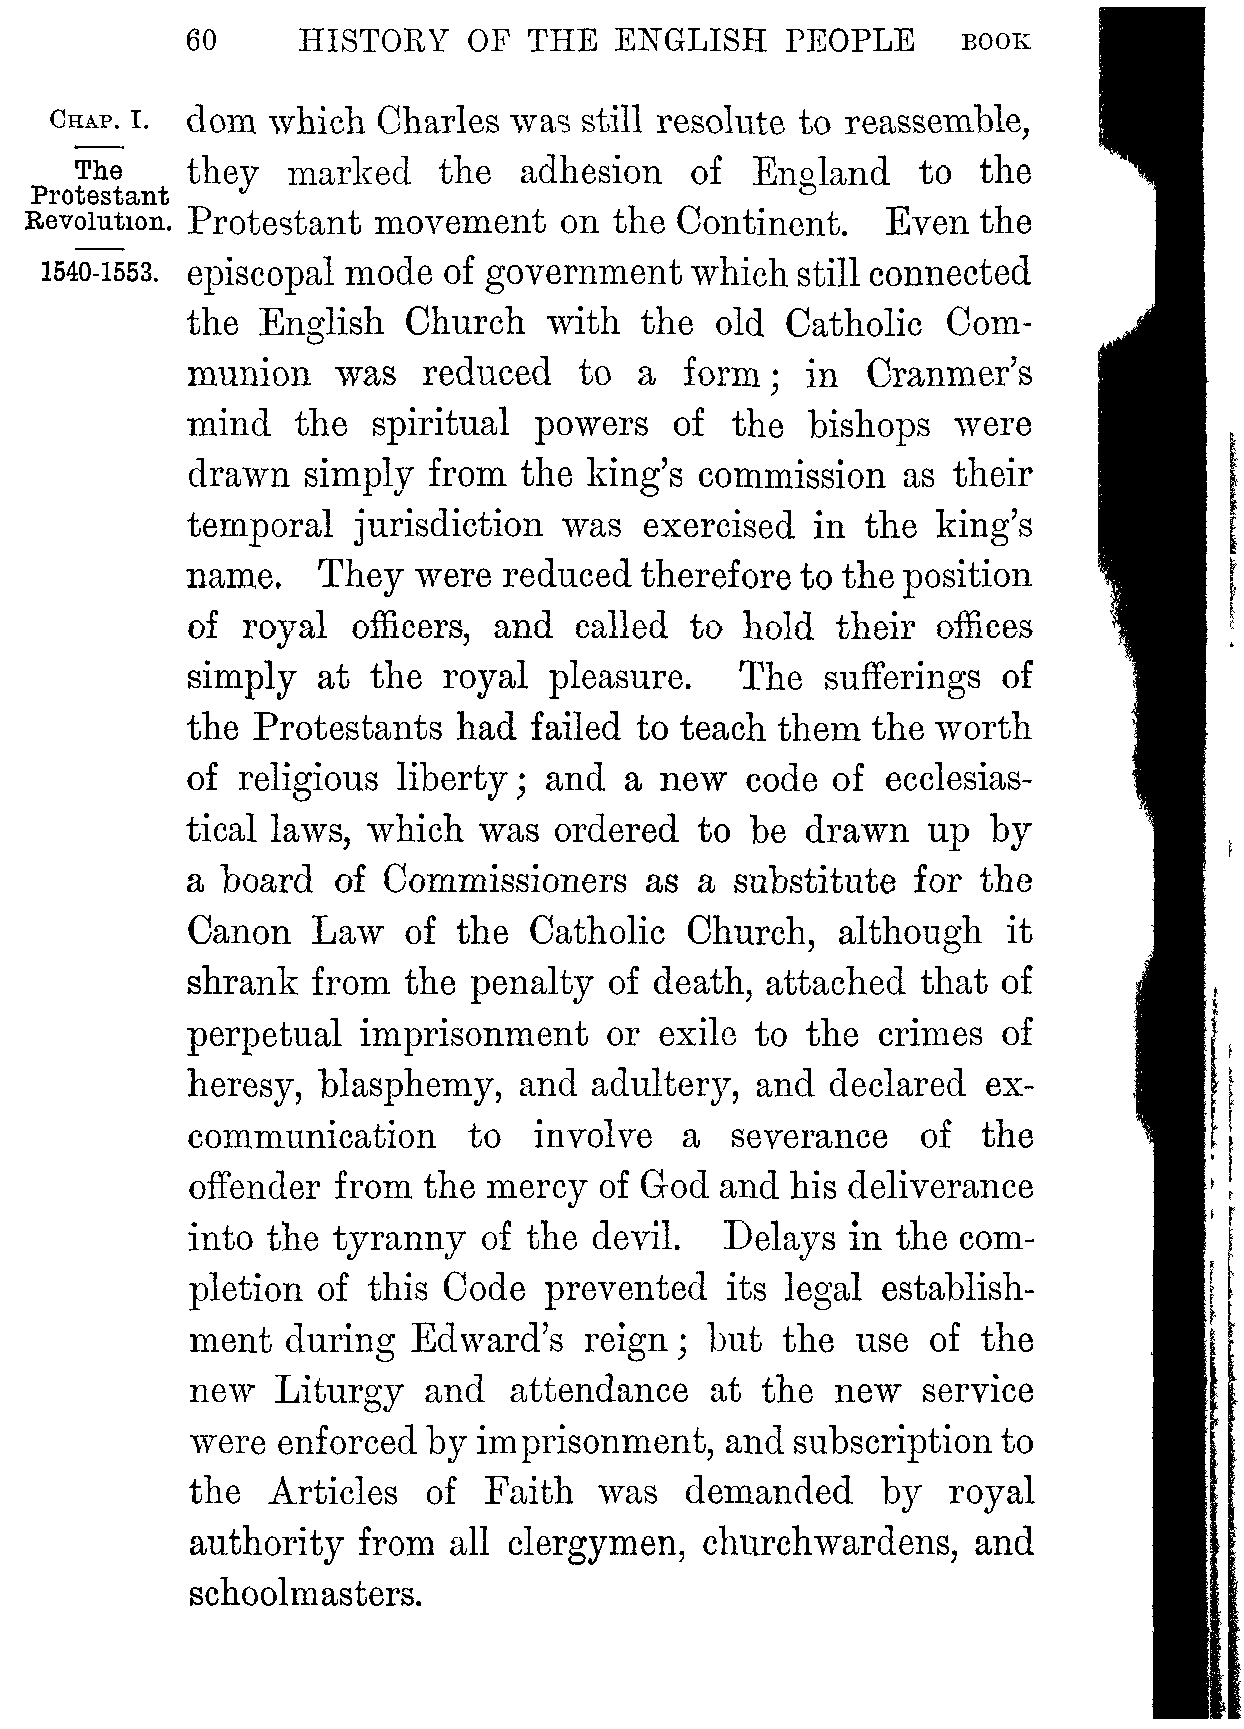 60 HISTORY OF THE ENGLISH PEOPLE BOOK
CHAP. I.
The
Protestant
Revolution.
1540-1553.
dom which Charles was still resolute to reassemble,
they marked the adhesion of England to the
Protestant movement on the Continent. Even the
episcopal mode of government which still connected
the English Church with the old Catholic Com-
munion was reduced to a form; in Cranmer's
mind the spiritual powers of the bishops were
drawn simply from the king's commission as their
temporal jurisdiction was exercised in the king's
name. They were reduced therefore to the position
of royal officers, and called to hold their offices
simply at the royal pleasure. The sufferings of
the Protestants had failed to teach them the worth
of religious liberty; and a new code of ecclesias-
tical laws, which was ordered to be drawn up by
a board of Commissioners as a substitute for the
Canon Law of the Catholic Church, although it
shrank from the penalty of death, attached that of
perpetual imprisonment or exile to the crimes of
heresy, blasphemy, and adultery, and declared ex-
communication to involve a severance of the
offender from the mercy of God and his deliverance
into the tyranny of the devil. Delays in the com-
pletion of this Code prevented its legal establish-
ment during Edward's reign; but the use of the
new Liturgy and attendance at the new service
were enforced by imprisonment, and subscription to
the Articles of Faith was demanded by royal
authority from all clergymen, churchwardens, and
schoolmasters.